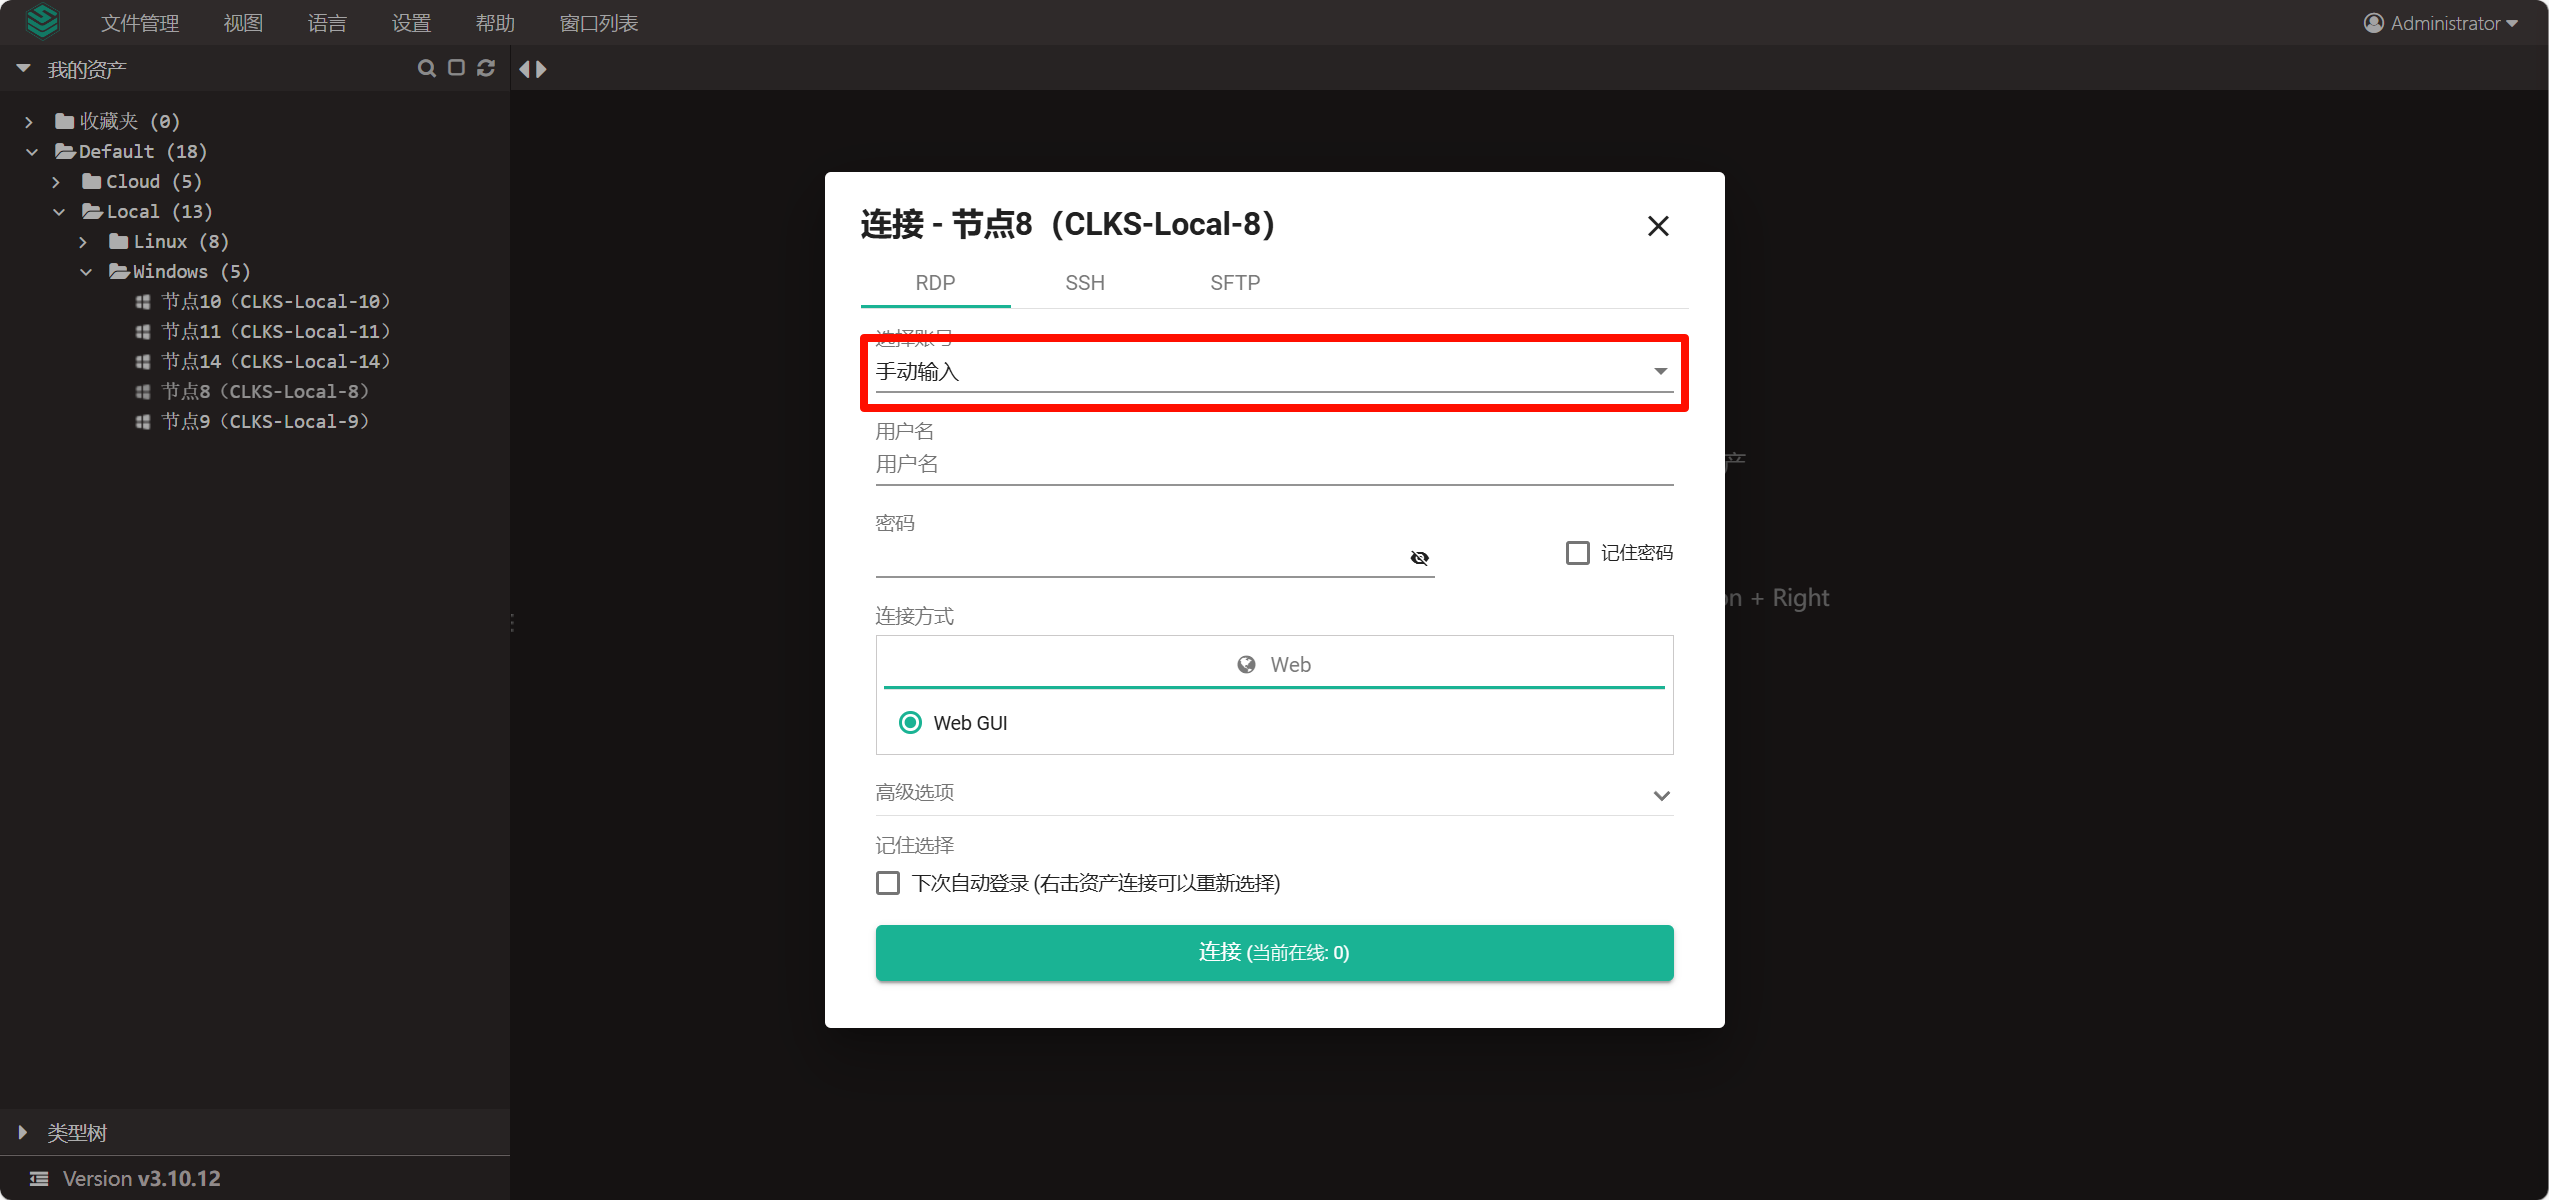 文件管理 视图 语言 设置 帮助 窗口列表 Administrator
我的资产
收藏夹 (0)
Default (18)
Cloud (5)
Local (13)
Linux (8)
Windows (5)
节点10（CLKS-Local-10）
节点11（CLKS-Local-11）
节点14（CLKS-Local-14）
节点8（CLKS-Local-8）
节点9（CLKS-Local-9）
类型树
Version v3.10.12
连接 - 节点8（CLKS-Local-8）
RDP SSH SFTP
选择账号
手动输入
用户名
用户名
密码
记住密码
连接方式
Web
Web GUI
高级选项
记住选择
下次自动登录 (右击资产连接可以重新选择)
连接 (当前在线: 0)
产
+ Right